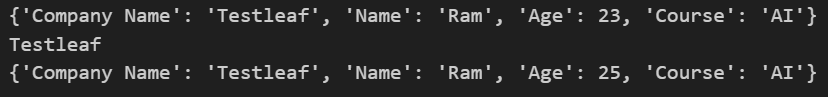 {'Company Name': 'Testleaf', 'Name': 'Ram', 'Age': 23, 'Course': 'AI'}
Testleaf
{'Company Name': 'Testleaf', 'Name': 'Ram', 'Age': 25, 'Course': 'AI'}